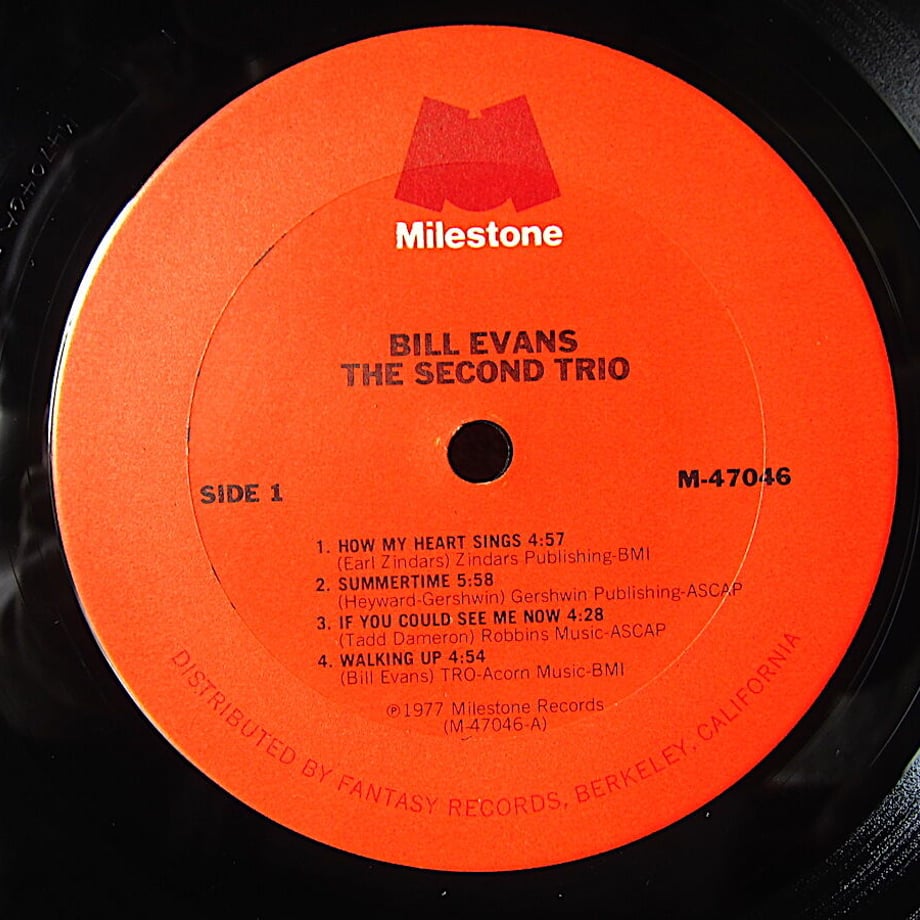 Milestone
BILL EVANS
THE SECOND TRIO
SIDE 1
M-47046
1. HOW MY HEART SINGS 4:57
(Earl Zindars) Zindars Publishing-BMI
2. SUMMERTIME 5:58
(Heyward-Gershwin) Gershwin Publishing-ASCAP
3. IF YOU COULD SEE ME NOW 4:28
(Tadd Dameron) Robbins Music-ASCAP
4. WALKING UP 4:54
(Bill Evans) TRO-Acorn Music-BMI
℗1977 Milestone Records
(M-47046-A)
DISTRIBUTED BY FANTASY RECORDS, BERKELEY, CALIFORNIA